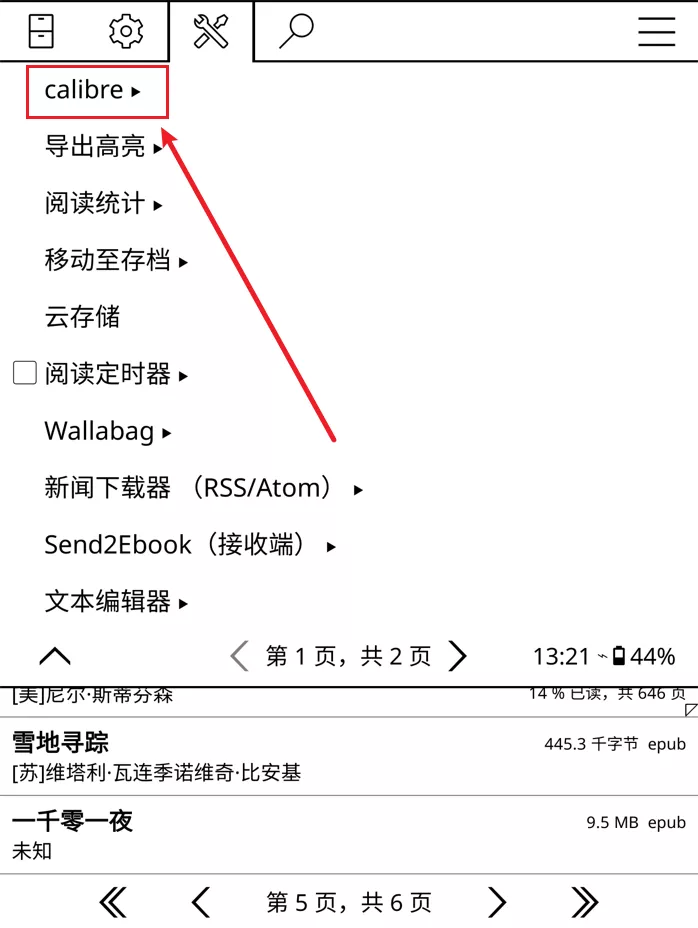 calibre ▸
导出高亮 ▸
阅读统计 ▸
移动至存档 ▸
云存储
阅读定时器 ▸
Wallabag ▸
新闻下载器 （RSS/Atom） ▸
Send2Ebook（接收端） ▸
文本编辑器 ▸
第 1 页，共 2 页 13:21 44%
[美]尼尔·斯蒂芬森 14 % 已读，共 646 页
雪地寻踪 445.3 千字节 epub
[苏]维塔利·瓦连季诺维奇·比安基
一千零一夜 9.5 MB epub
未知
第 5 页，共 6 页